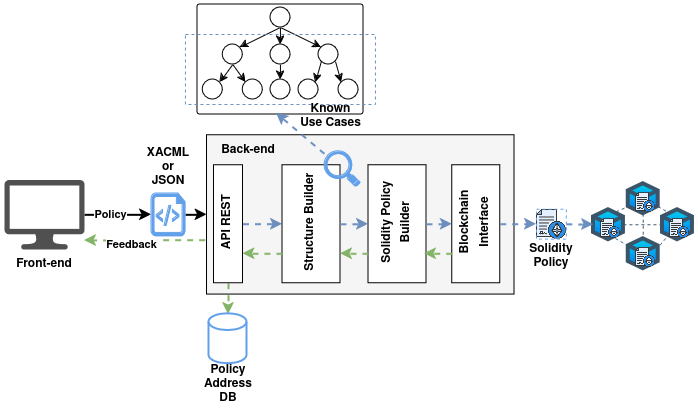 Known
Use Cases
XACML
or
JSON
Back-end
Policy
Feedback
Front-end
API REST
Structure Builder
Solidity Policy
Builder
Blockchain
Interface
Solidity
Policy
Policy
Address
DB